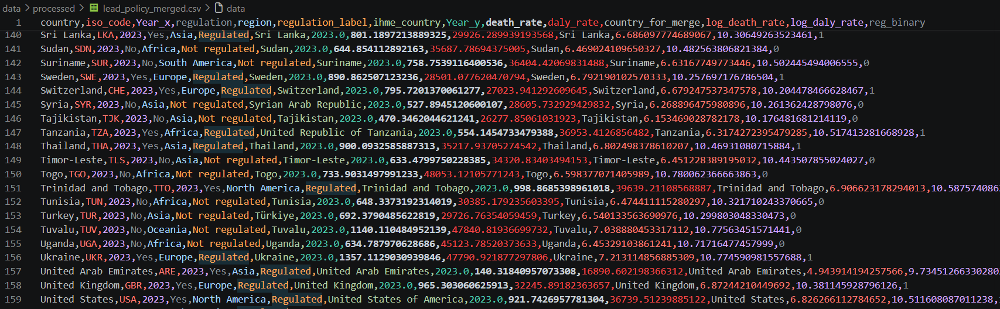 data > processed > lead_policy_merged.csv > data
1 country,iso_code,Year_x,regulation,region,regulation_label,ihme_country,Year_y,death_rate,daly_rate,country_for_merge,log_death_rate,log_daly_rate,reg_binary
140 Sri Lanka,LKA,2023,Yes,Asia,Regulated,Sri Lanka,2023.0,801.1897213889325,29926.289939193568,Sri Lanka,6.686097774689067,10.30649263523461,1
141 Sudan,SDN,2023,No,Africa,Not regulated,Sudan,2023.0,644.854112892163,35687.78694375005,Sudan,6.469024109650327,10.482563806821384,0
142 Suriname,SUR,2023,No,South America,Not regulated,Suriname,2023.0,758.7539116400536,36404.42069831488,Suriname,6.63167749773446,10.502445494006555,0
143 Sweden,SWE,2023,Yes,Europe,Regulated,Sweden,2023.0,890.862507123236,28501.077620470794,Sweden,6.792190102570333,10.257697176786504,1
144 Switzerland,CHE,2023,Yes,Europe,Regulated,Switzerland,2023.0,795.7201370061277,27023.941292609645,Switzerland,6.679247537347578,10.204478466628467,1
145 Syria,SYR,2023,No,Asia,Not regulated,Syrian Arab Republic,2023.0,527.8945120600107,28605.732929429832,Syria,6.268896475980896,10.261362428798076,0
146 Tajikistan,TJK,2023,No,Asia,Not regulated,Tajikistan,2023.0,470.3462044621241,26277.85061031923,Tajikistan,6.153469028782178,10.176481681214119,0
147 Tanzania,TZA,2023,Yes,Africa,Regulated,United Republic of Tanzania,2023.0,554.1454733479388,36953.4126856482,Tanzania,6.3174272395479285,10.517413281668928,1
148 Thailand,THA,2023,Yes,Asia,Regulated,Thailand,2023.0,900.0932585887313,35217.93705274542,Thailand,6.802498378610207,10.46931080715884,1
149 Timor-Leste,TLS,2023,No,Asia,Not regulated,Timor-Leste,2023.0,633.4799750228385,34320.83403494153,Timor-Leste,6.451228389195032,10.443507855024027,0
150 Togo,TGO,2023,No,Africa,Not regulated,Togo,2023.0,733.9031497991233,48053.12105771243,Togo,6.598377071405989,10.780062366663863,0
151 Trinidad and Tobago,TTO,2023,Yes,North America,Regulated,Trinidad and Tobago,2023.0,998.8685398961018,39639.21108568887,Trinidad and Tobago,6.906623178294013,10.587574086
152 Tunisia,TUN,2023,No,Africa,Not regulated,Tunisia,2023.0,648.3373192314019,30385.179235603395,Tunisia,6.474411115280297,10.321710243370665,0
153 Turkey,TUR,2023,No,Asia,Not regulated,Türkiye,2023.0,692.3790485622819,29726.76354059459,Turkey,6.540133563690976,10.299803048330473,0
154 Tuvalu,TUV,2023,No,Oceania,Not regulated,Tuvalu,2023.0,1140.110484952139,47840.81936699732,Tuvalu,7.038880453317112,10.77563451571441,0
155 Uganda,UGA,2023,No,Africa,Not regulated,Uganda,2023.0,634.787970628686,45123.78520373633,Uganda,6.45329103861241,10.71716477457999,0
156 Ukraine,UKR,2023,Yes,Europe,Regulated,Ukraine,2023.0,1357.1129030939846,47790.921877297806,Ukraine,7.213114856885309,10.774590981557688,1
157 United Arab Emirates,ARE,2023,Yes,Asia,Regulated,United Arab Emirates,2023.0,140.31840957073308,16890.602198366312,United Arab Emirates,4.943914194257566,9.73451266330280
158 United Kingdom,GBR,2023,Yes,Europe,Regulated,United Kingdom,2023.0,965.303060625913,32245.89182363657,United Kingdom,6.87244210449692,10.381145928796126,1
159 United States,USA,2023,Yes,North America,Regulated,United States of America,2023.0,921.7426957781304,36739.51239885122,United States,6.826266112784652,10.511608087011238,